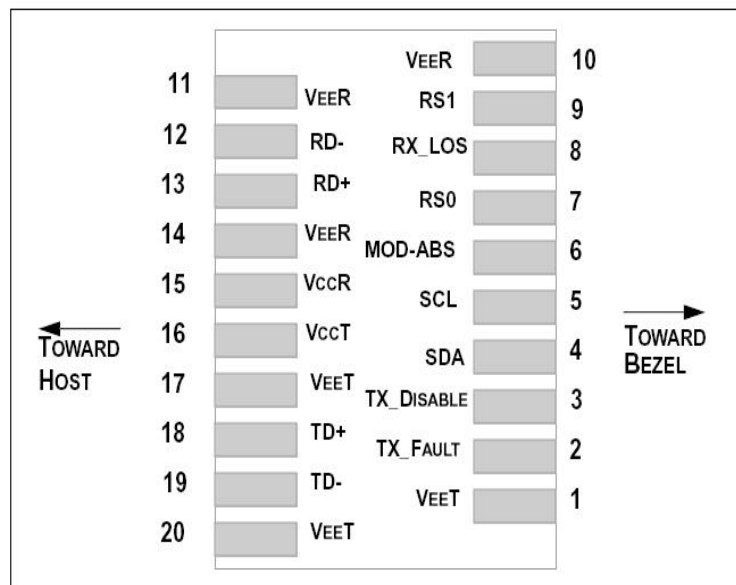 VEER 10
11 VEER
RS1 9
12 RD-
RX_LOS 8
13 RD+
RS0 7
14 VEER
MOD-ABS 6
15 VCCR
SCL 5
16 VCCT
SDA 4
17 VEET
TX_DISABLE 3
18 TD+
TX_FAULT 2
19 TD-
VEET 1
20 VEET
TOWARD
HOST
TOWARD
BEZEL